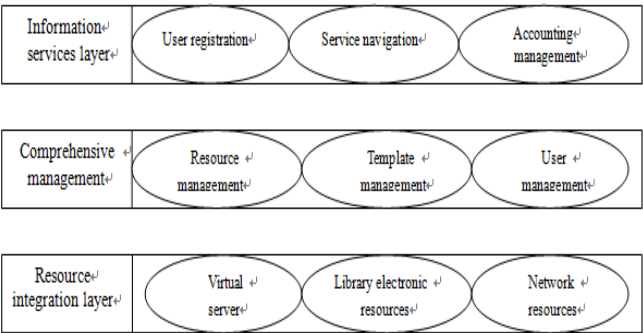 Information
services layer
User registration
Service navigation
Accounting
management
Comprehensive
management
Resource
management
Template
management
User
management
Resource
integration layer
Virtual
server
Library electronic
resources
Network
resources